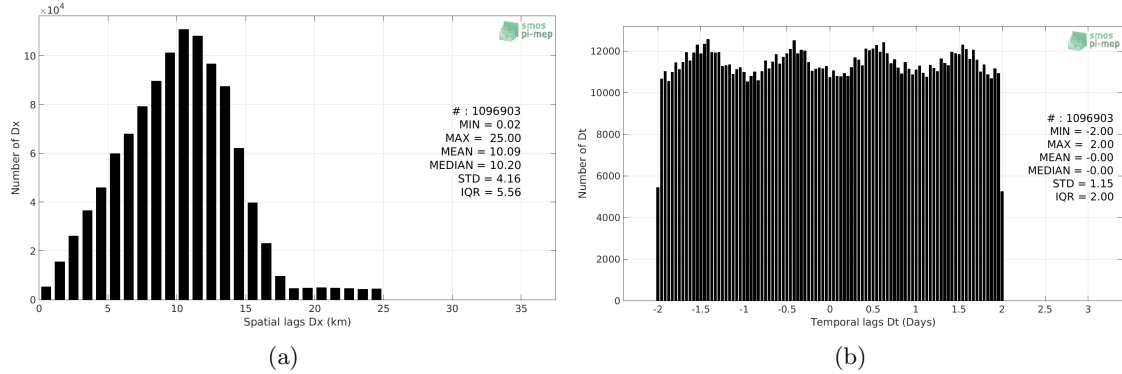 ×10⁴
smos
pi-mep
10
8
6
4
2
0
Number of Dx
# : 1096903
MIN = 0.02
MAX = 25.00
MEAN = 10.09
MEDIAN = 10.20
STD = 4.16
IQR = 5.56
0 5 10 15 20 25 30 35
Spatial lags Dx (km)
(a)
smos
pi-mep
12000
10000
8000
6000
4000
2000
0
Number of Dt
# : 1096903
MIN = -2.00
MAX = 2.00
MEAN = -0.00
MEDIAN = -0.00
STD = 1.15
IQR = 2.00
-2 -1.5 -1 -0.5 0 0.5 1 1.5 2 2.5 3
Temporal lags Dt (Days)
(b)